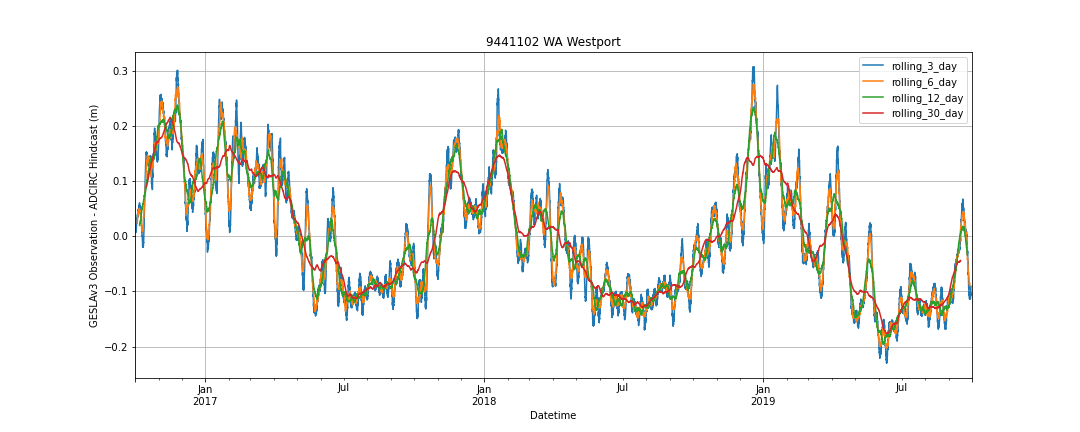 9441102 WA Westport
GESLAv3 Observation - ADCIRC Hindcast (m)
0.3
0.2
0.1
0.0
−0.1
−0.2
rolling_3_day
rolling_6_day
rolling_12_day
rolling_30_day
Jan
2017
Jul
Jan
2018
Jul
Jan
2019
Jul
Datetime